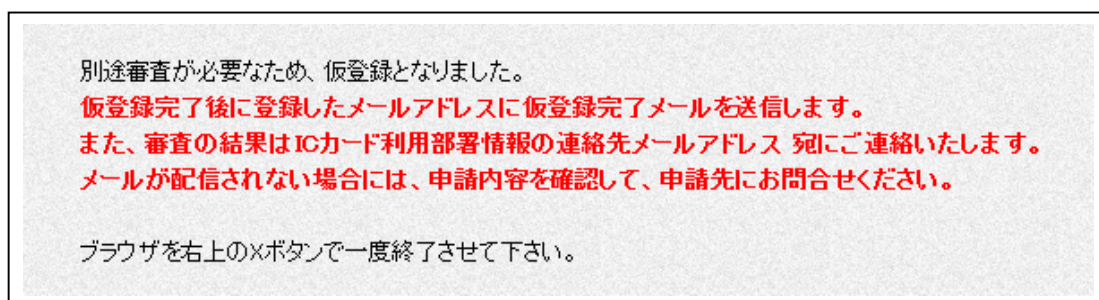 別途審査が必要なため、仮登録となりました。
仮登録完了後に登録したメールアドレスに仮登録完了メールを送信します。
また、審査の結果はICカード利用部署情報の連絡先メールアドレス 宛にご連絡いたします。
メールが配信されない場合には、申請内容を確認して、申請先にお問合せください。
ブラウザを右上のXボタンで一度終了させて下さい。